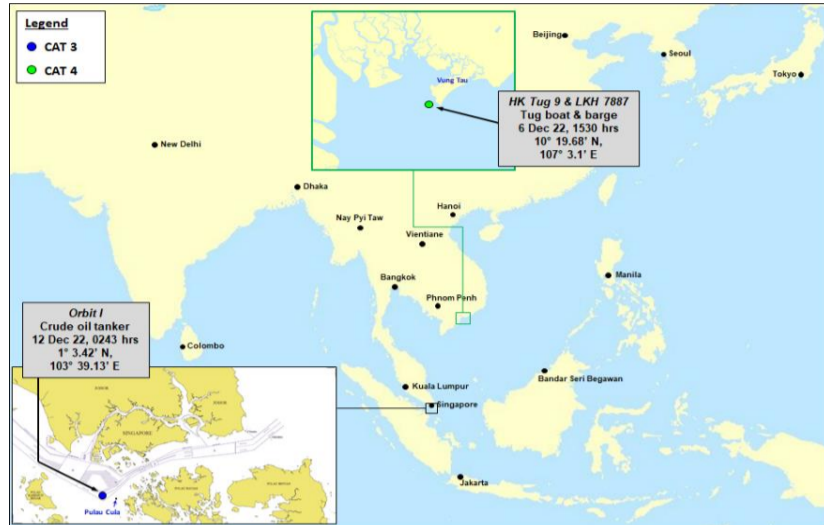 Legend
CAT 3
CAT 4
Vung Tau
HK Tug 9 & LKH 7887
Tug boat & barge
6 Dec 22, 1530 hrs
10° 19.68' N,
107° 3.1' E
Beijing
Seoul
Tokyo
New Delhi
Dhaka
Hanoi
Nay Pyi Taw
Vientiane
Manila
Bangkok
Phnom Penh
Orbit I
Crude oil tanker
12 Dec 22, 0243 hrs
1° 3.42' N,
103° 39.13' E
Colombo
Bandar Seri Begawan
Kuala Lumpur
Singapore
SINGAPORE
Pulau Cula
Jakarta